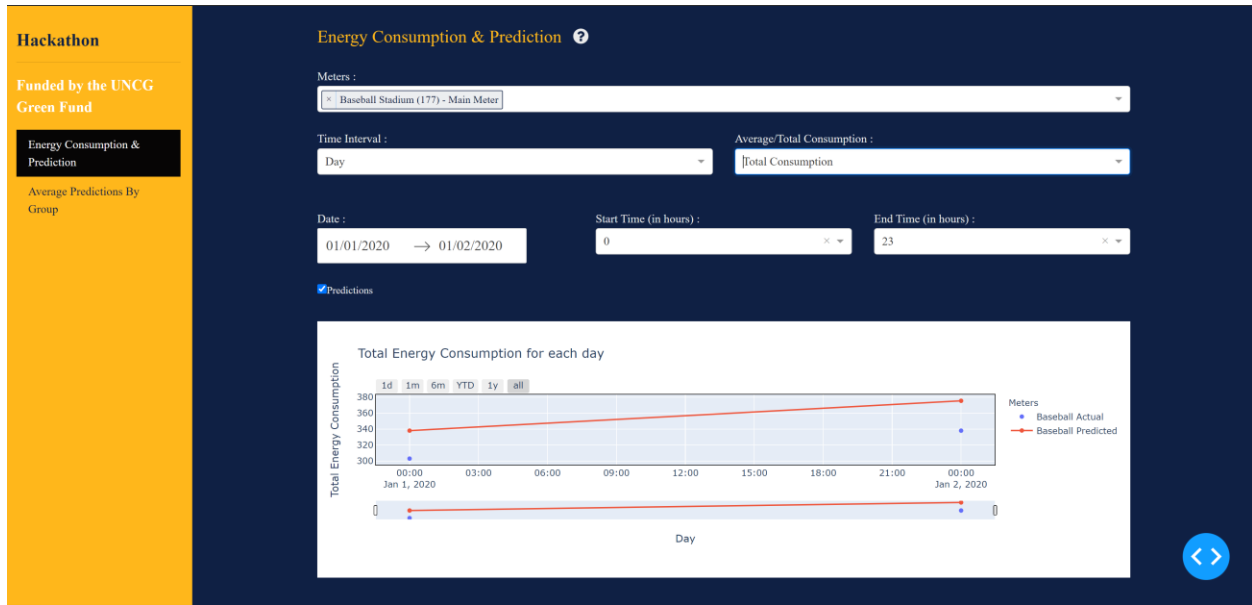 Hackathon
Funded by the UNCG
Green Fund
Energy Consumption &
Prediction
Average Predictions By
Group
Energy Consumption & Prediction ?
Meters :
× Baseball Stadium (177) - Main Meter
Time Interval :
Day
Average/Total Consumption :
Total Consumption
Date :
01/01/2020 → 01/02/2020
Start Time (in hours) :
0 ×
End Time (in hours) :
23 ×
Predictions
Total Energy Consumption for each day
1d 1m 6m YTD 1y all
Total Energy Consumption
380
360
340
320
300
00:00 03:00 06:00 09:00 12:00 15:00 18:00 21:00 00:00
Jan 1, 2020 Jan 2, 2020
Day
Meters
Baseball Actual
Baseball Predicted